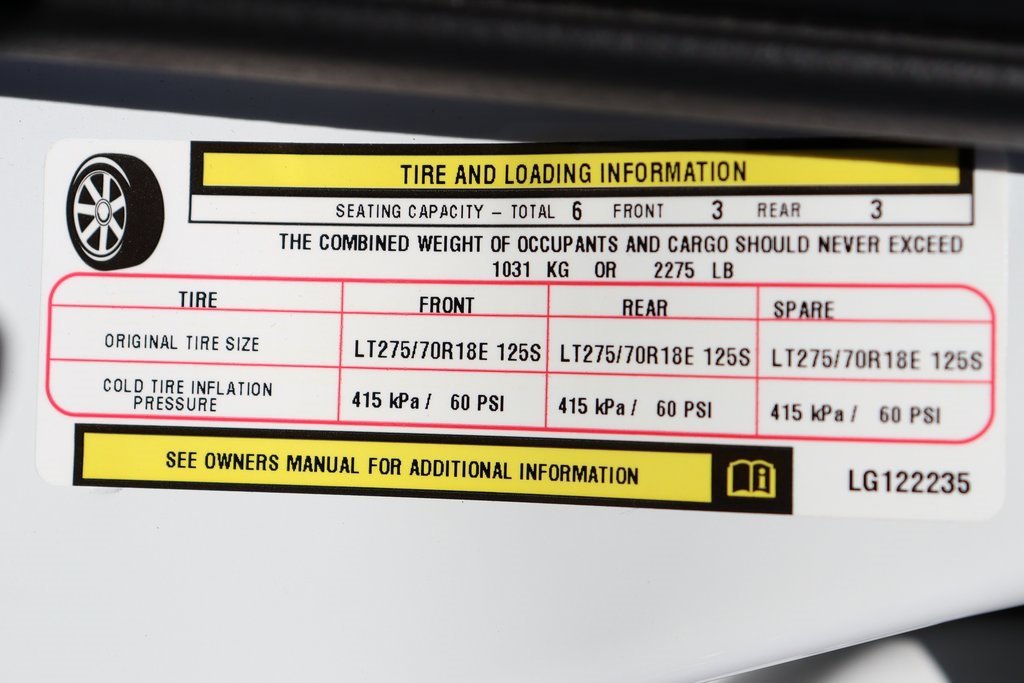 TIRE AND LOADING INFORMATION
SEATING CAPACITY – TOTAL 6 FRONT 3 REAR 3
THE COMBINED WEIGHT OF OCCUPANTS AND CARGO SHOULD NEVER EXCEED
1031 KG OR 2275 LB
TIRE FRONT REAR SPARE
ORIGINAL TIRE SIZE LT275/70R18E 125S LT275/70R18E 125S LT275/70R18E 125S
COLD TIRE INFLATION
PRESSURE 415 kPa / 60 PSI 415 kPa / 60 PSI 415 kPa / 60 PSI
SEE OWNERS MANUAL FOR ADDITIONAL INFORMATION
LG122235